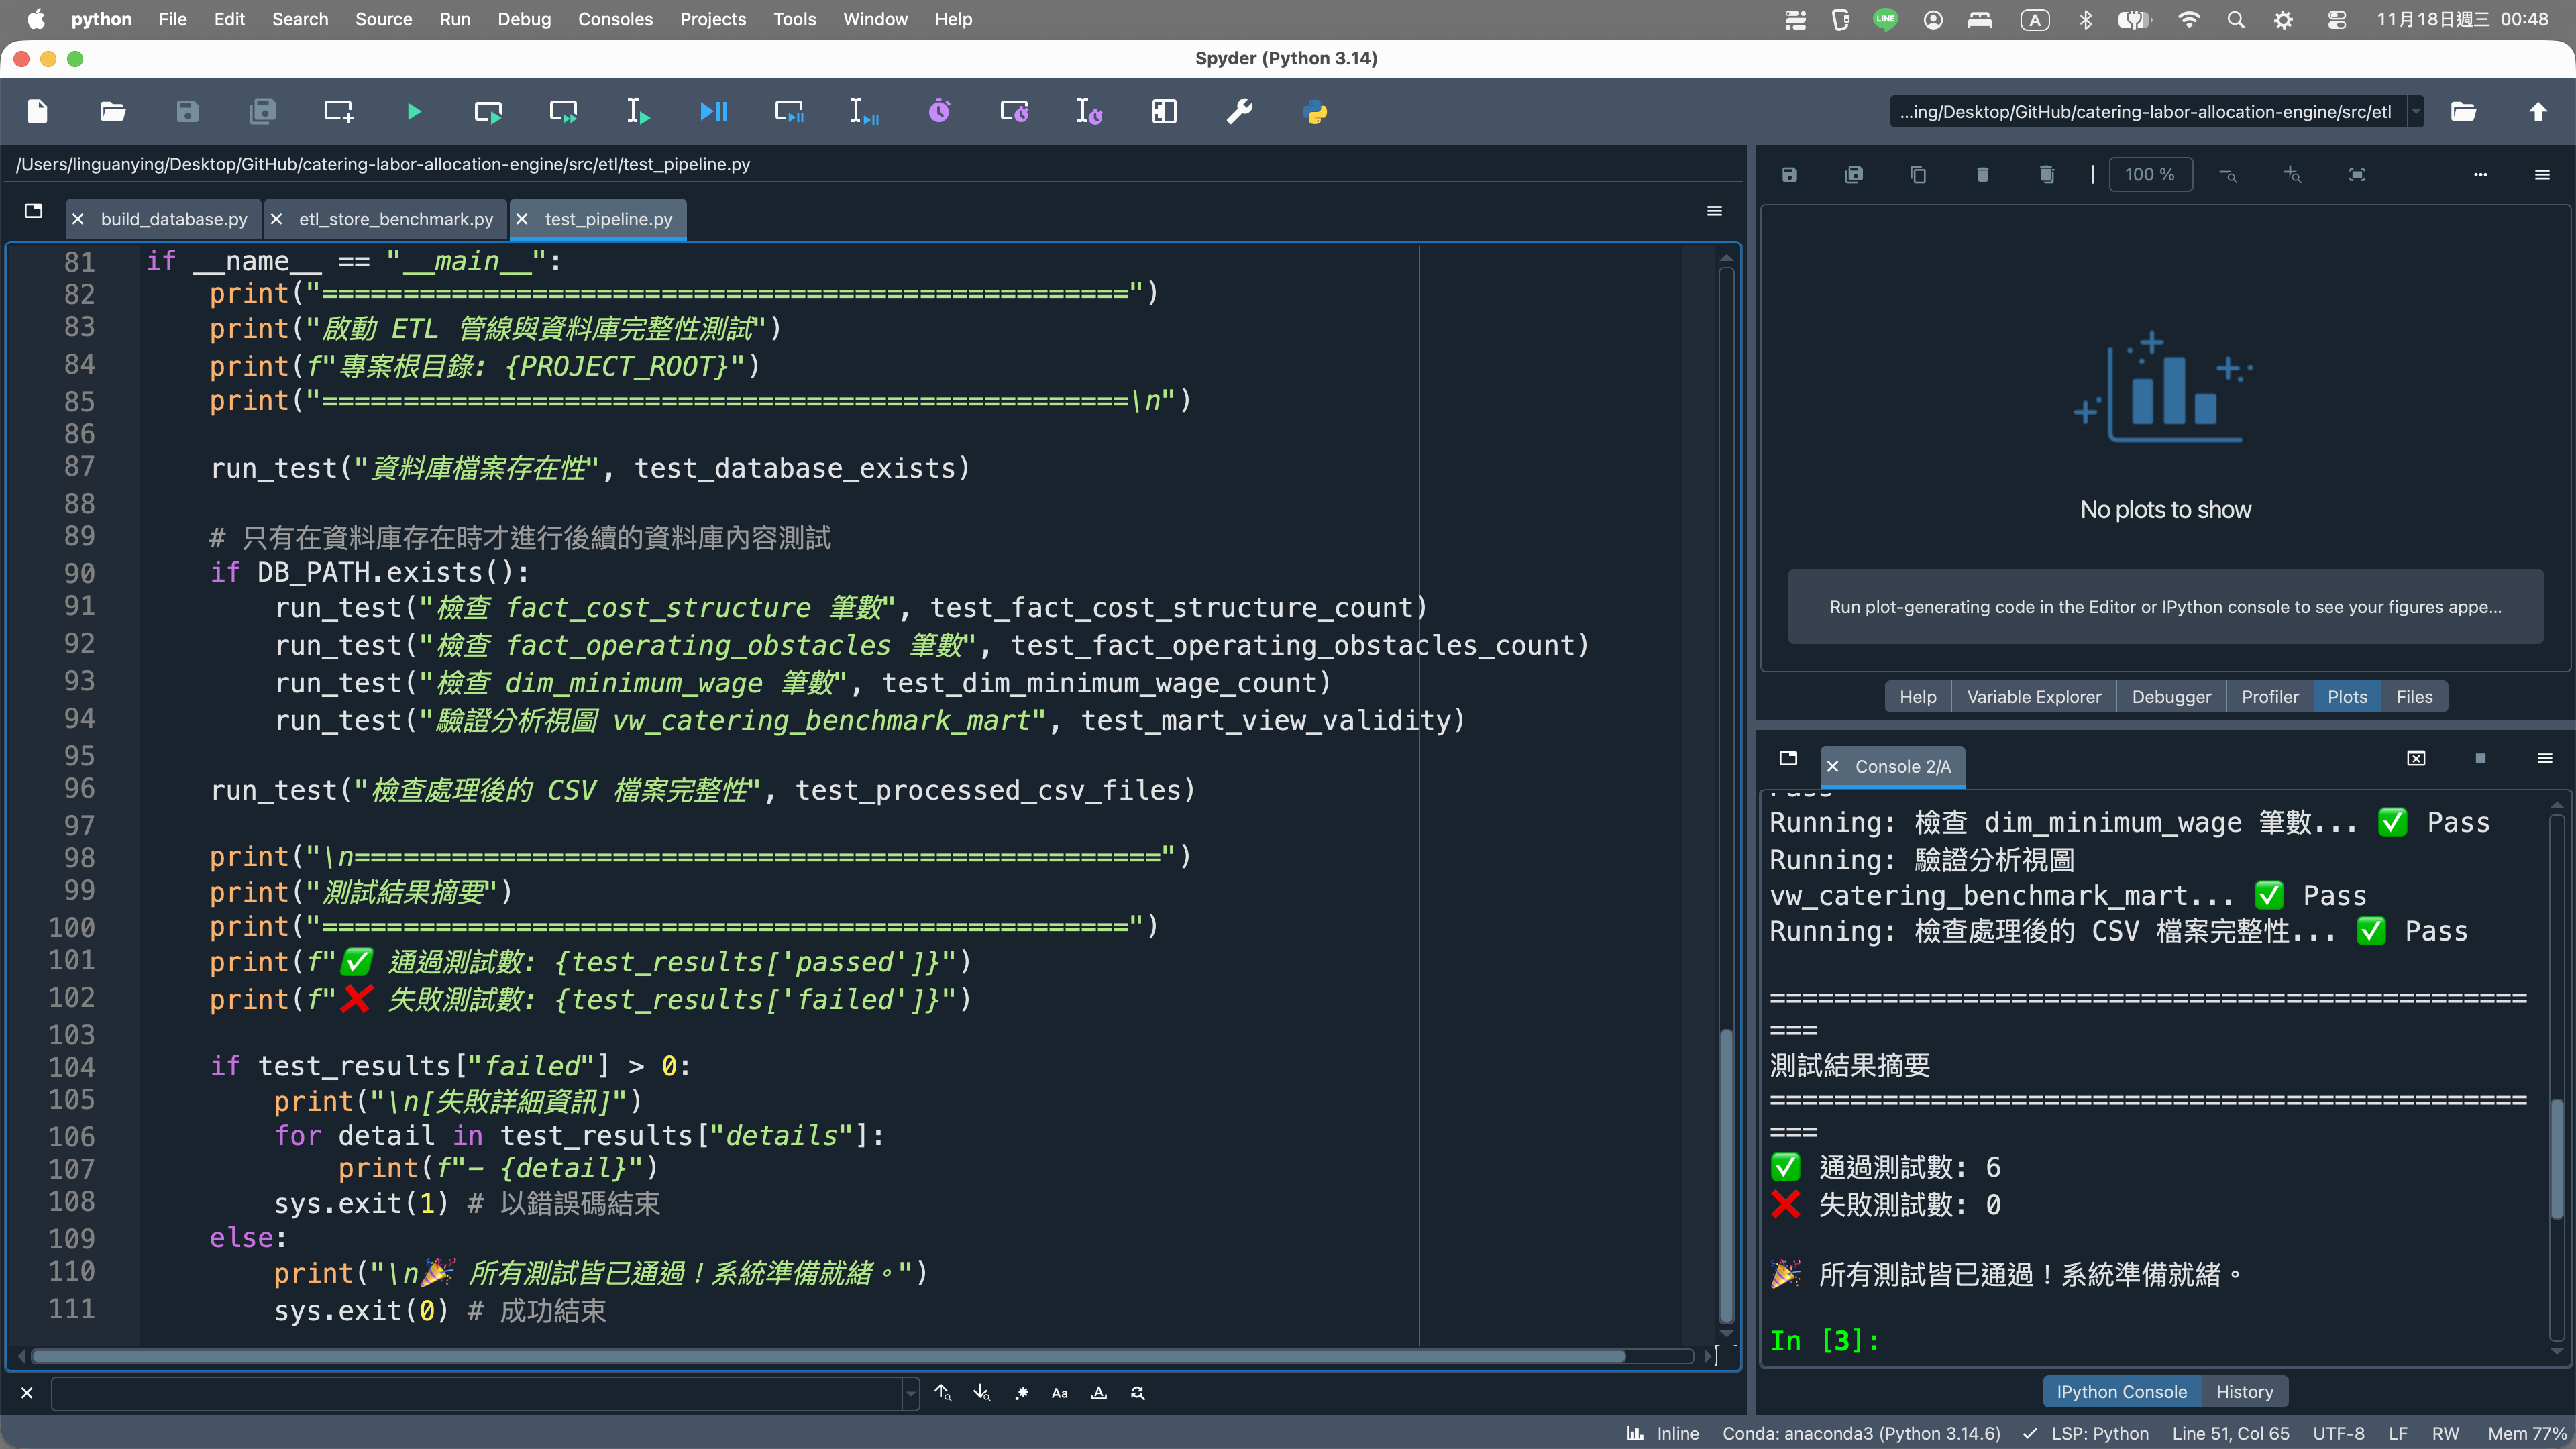 python File Edit Search Source Run Debug Consoles Projects Tools Window Help
LINE A 11月18日週三 00:48
Spyder (Python 3.14)
...ing/Desktop/GitHub/catering-labor-allocation-engine/src/etl
/Users/linguanying/Desktop/GitHub/catering-labor-allocation-engine/src/etl/test_pipeline.py
build_database.py etl_store_benchmark.py test_pipeline.py
81 if __name__ == "__main__":
82 print("==================================================")
83 print("啟動 ETL 管線與資料庫完整性測試")
84 print(f"專案根目錄: {PROJECT_ROOT}")
85 print("==================================================\n")
86
87 run_test("資料庫檔案存在性", test_database_exists)
88
89 # 只有在資料庫存在時才進行後續的資料庫內容測試
90 if DB_PATH.exists():
91 run_test("檢查 fact_cost_structure 筆數", test_fact_cost_structure_count)
92 run_test("檢查 fact_operating_obstacles 筆數", test_fact_operating_obstacles_count)
93 run_test("檢查 dim_minimum_wage 筆數", test_dim_minimum_wage_count)
94 run_test("驗證分析視圖 vw_catering_benchmark_mart", test_mart_view_validity)
95
96 run_test("檢查處理後的 CSV 檔案完整性", test_processed_csv_files)
97
98 print("\n==================================================")
99 print("測試結果摘要")
100 print("==================================================")
101 print(f"✅ 通過測試數: {test_results['passed']}")
102 print(f"❌ 失敗測試數: {test_results['failed']}")
103
104 if test_results["failed"] > 0:
105 print("\n[失敗詳細資訊]")
106 for detail in test_results["details"]:
107 print(f"- {detail}")
108 sys.exit(1) # 以錯誤碼結束
109 else:
110 print("\n🎉 所有測試皆已通過！系統準備就緒。")
111 sys.exit(0) # 成功結束
Aa
100 %
No plots to show
Run plot-generating code in the Editor or IPython console to see your figures appe...
Help Variable Explorer Debugger Profiler Plots Files
Console 2/A
Pass
Running: 檢查 dim_minimum_wage 筆數... ✅ Pass
Running: 驗證分析視圖
vw_catering_benchmark_mart... ✅ Pass
Running: 檢查處理後的 CSV 檔案完整性... ✅ Pass
===============================================
===
測試結果摘要
===============================================
===
✅ 通過測試數: 6
❌ 失敗測試數: 0
🎉 所有測試皆已通過！系統準備就緒。
In [3]:
IPython Console History
Inline Conda: anaconda3 (Python 3.14.6) LSP: Python Line 51, Col 65 UTF-8 LF RW Mem 77%